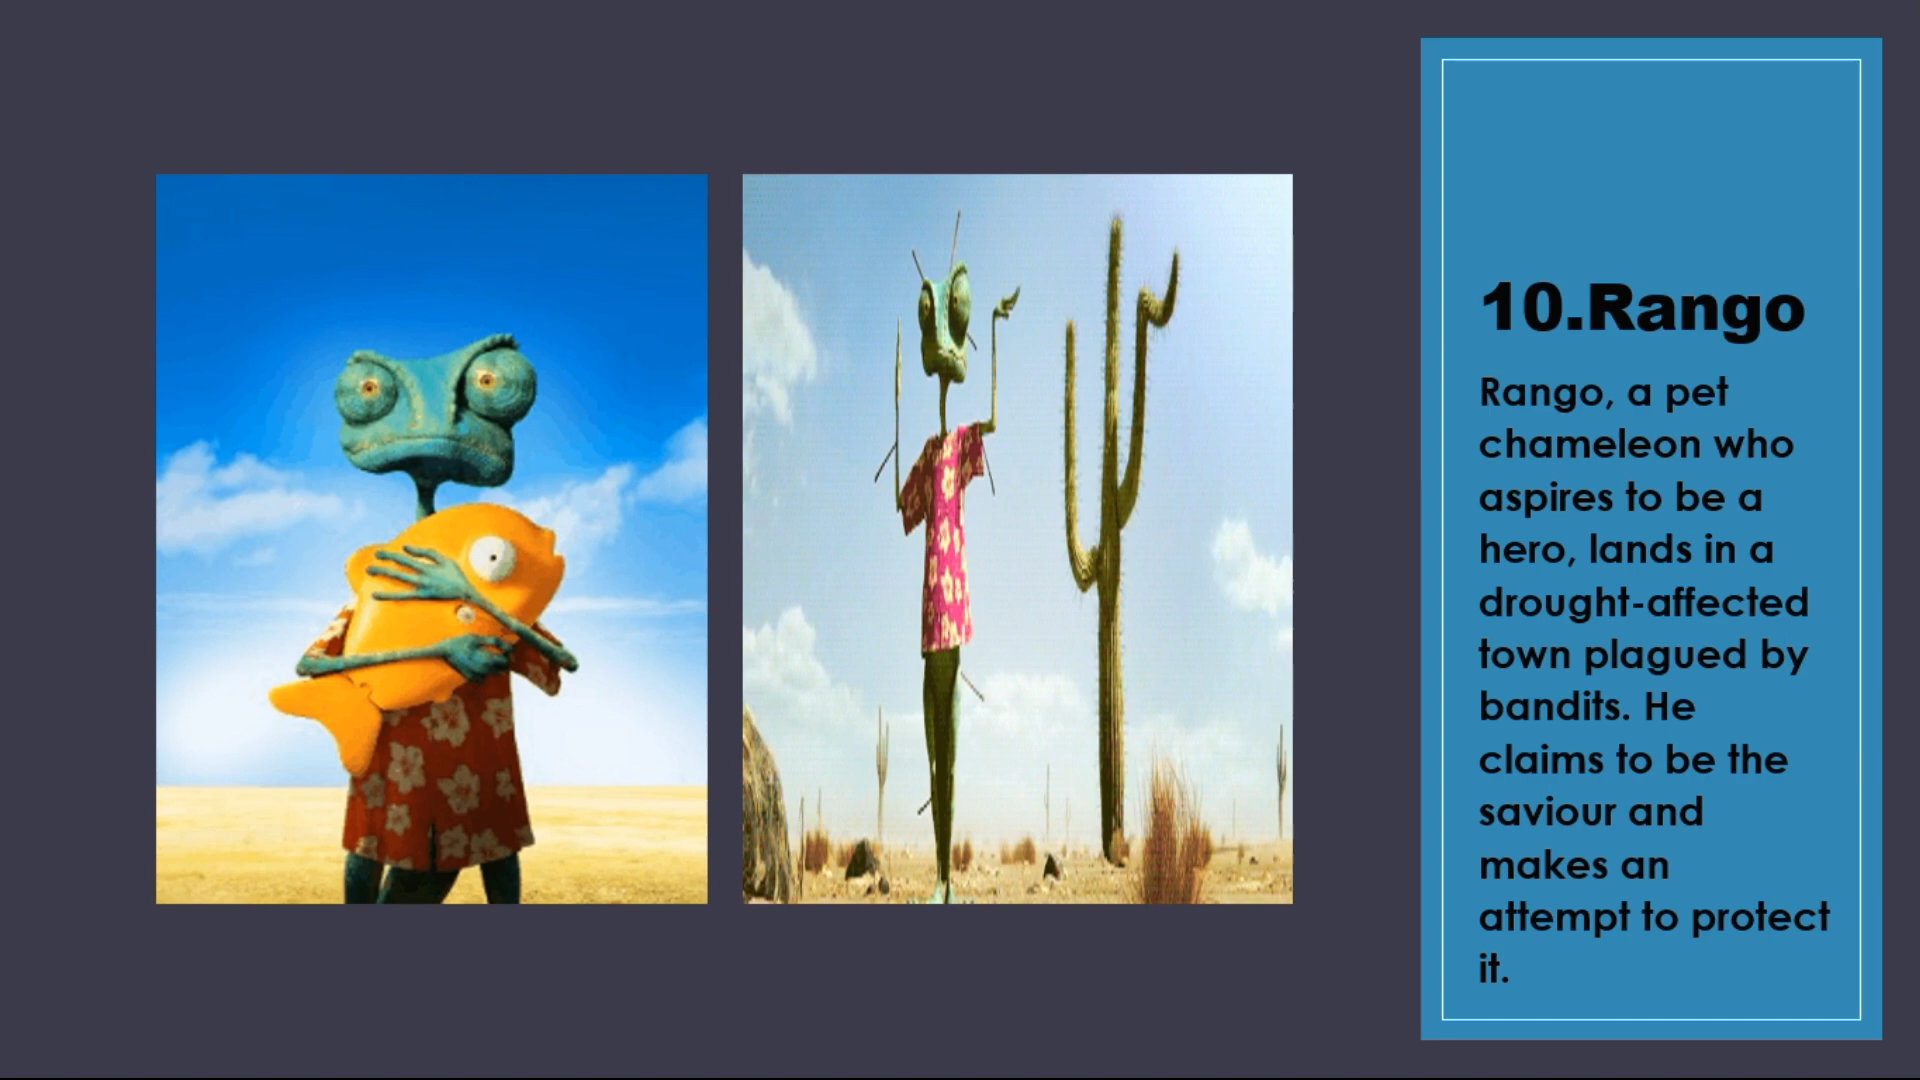 10.Rango
Rango, a pet
chameleon who
aspires to be a
hero, lands in a
drought-affected
town plagued by
bandits. He
claims to be the
saviour and
makes an
attempt to protect
it.